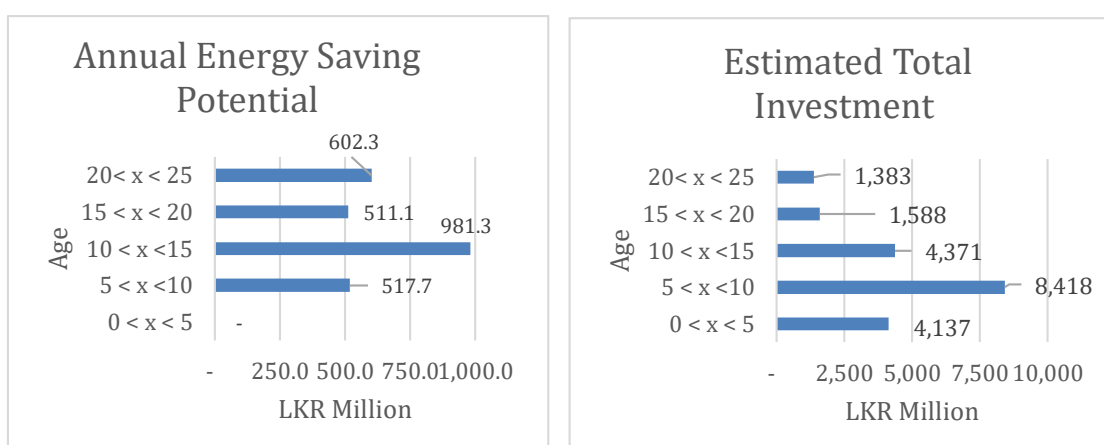 Annual Energy Saving
Potential
602.3
20< x < 25
15 < x < 20
511.1
981.3
10 < x <15
5 < x <10
517.7
0 < x < 5
-
Age
- 250.0 500.0 750.0 1,000.0
LKR Million
Estimated Total
Investment
20< x < 25
1,383
15 < x < 20
1,588
10 < x <15
4,371
5 < x <10
8,418
0 < x < 5
4,137
Age
- 2,500 5,000 7,500 10,000
LKR Million